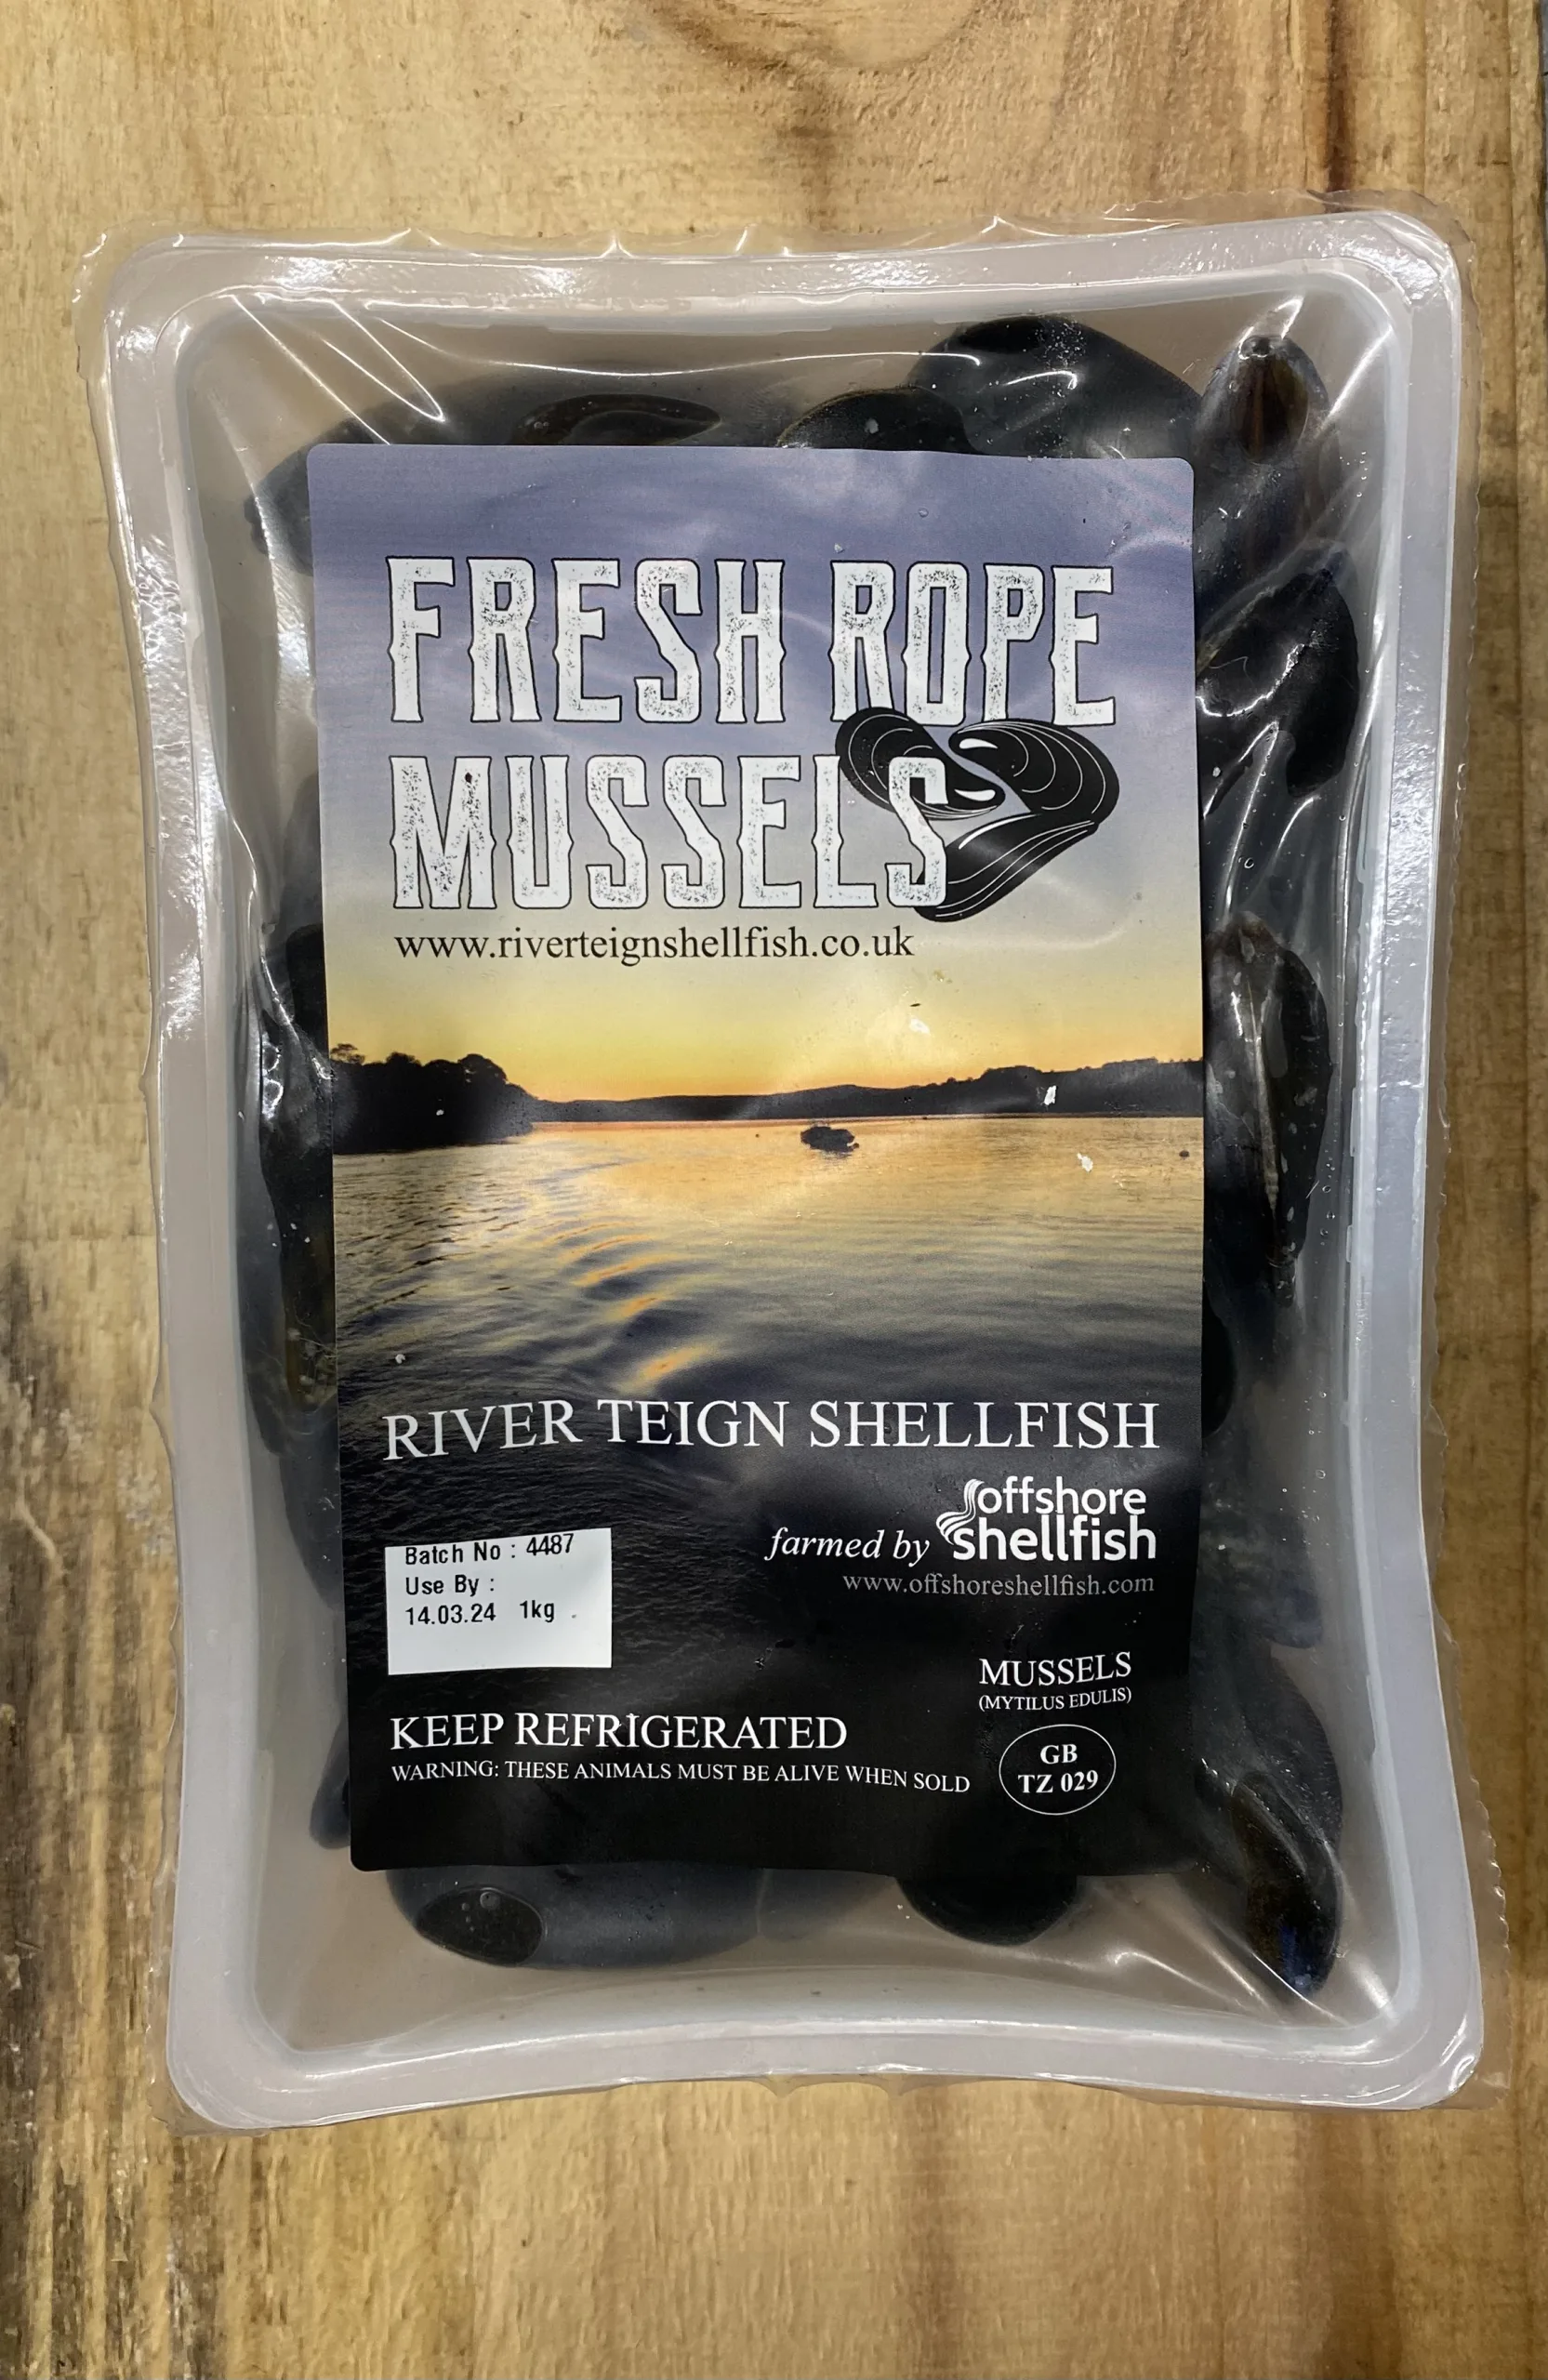 FRESH ROPE
MUSSELS
www.riverteignshellfish.co.uk
RIVER TEIGN SHELLFISH
farmed by offshore shellfish
www.offshoreshellfish.com
Batch No : 4487
Use By :
14.03.24 1kg
MUSSELS
(MYTILUS EDULIS)
KEEP REFRIGERATED
WARNING: THESE ANIMALS MUST BE ALIVE WHEN SOLD
GB
TZ 029